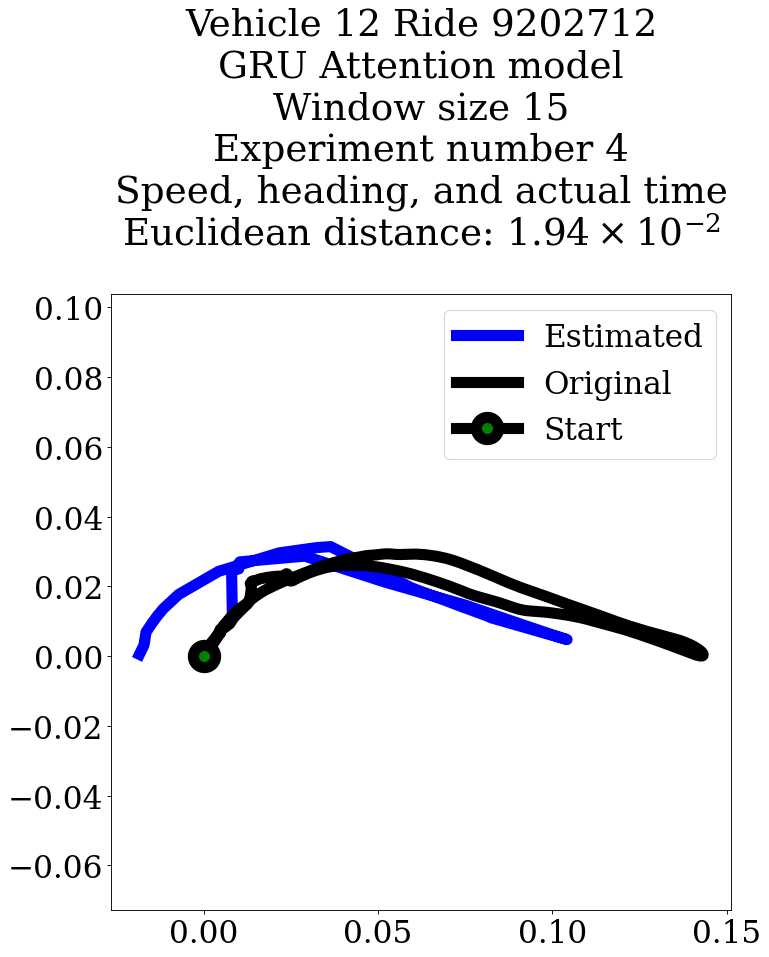 Vehicle 12 Ride 9202712
GRU Attention model
Window size 15
Experiment number 4
Speed, heading, and actual time
Euclidean distance: 1.94 × 10⁻²
Estimated
Original
Start
0.10
0.08
0.06
0.04
0.02
0.00
−0.02
−0.04
−0.06
0.00 0.05 0.10 0.15